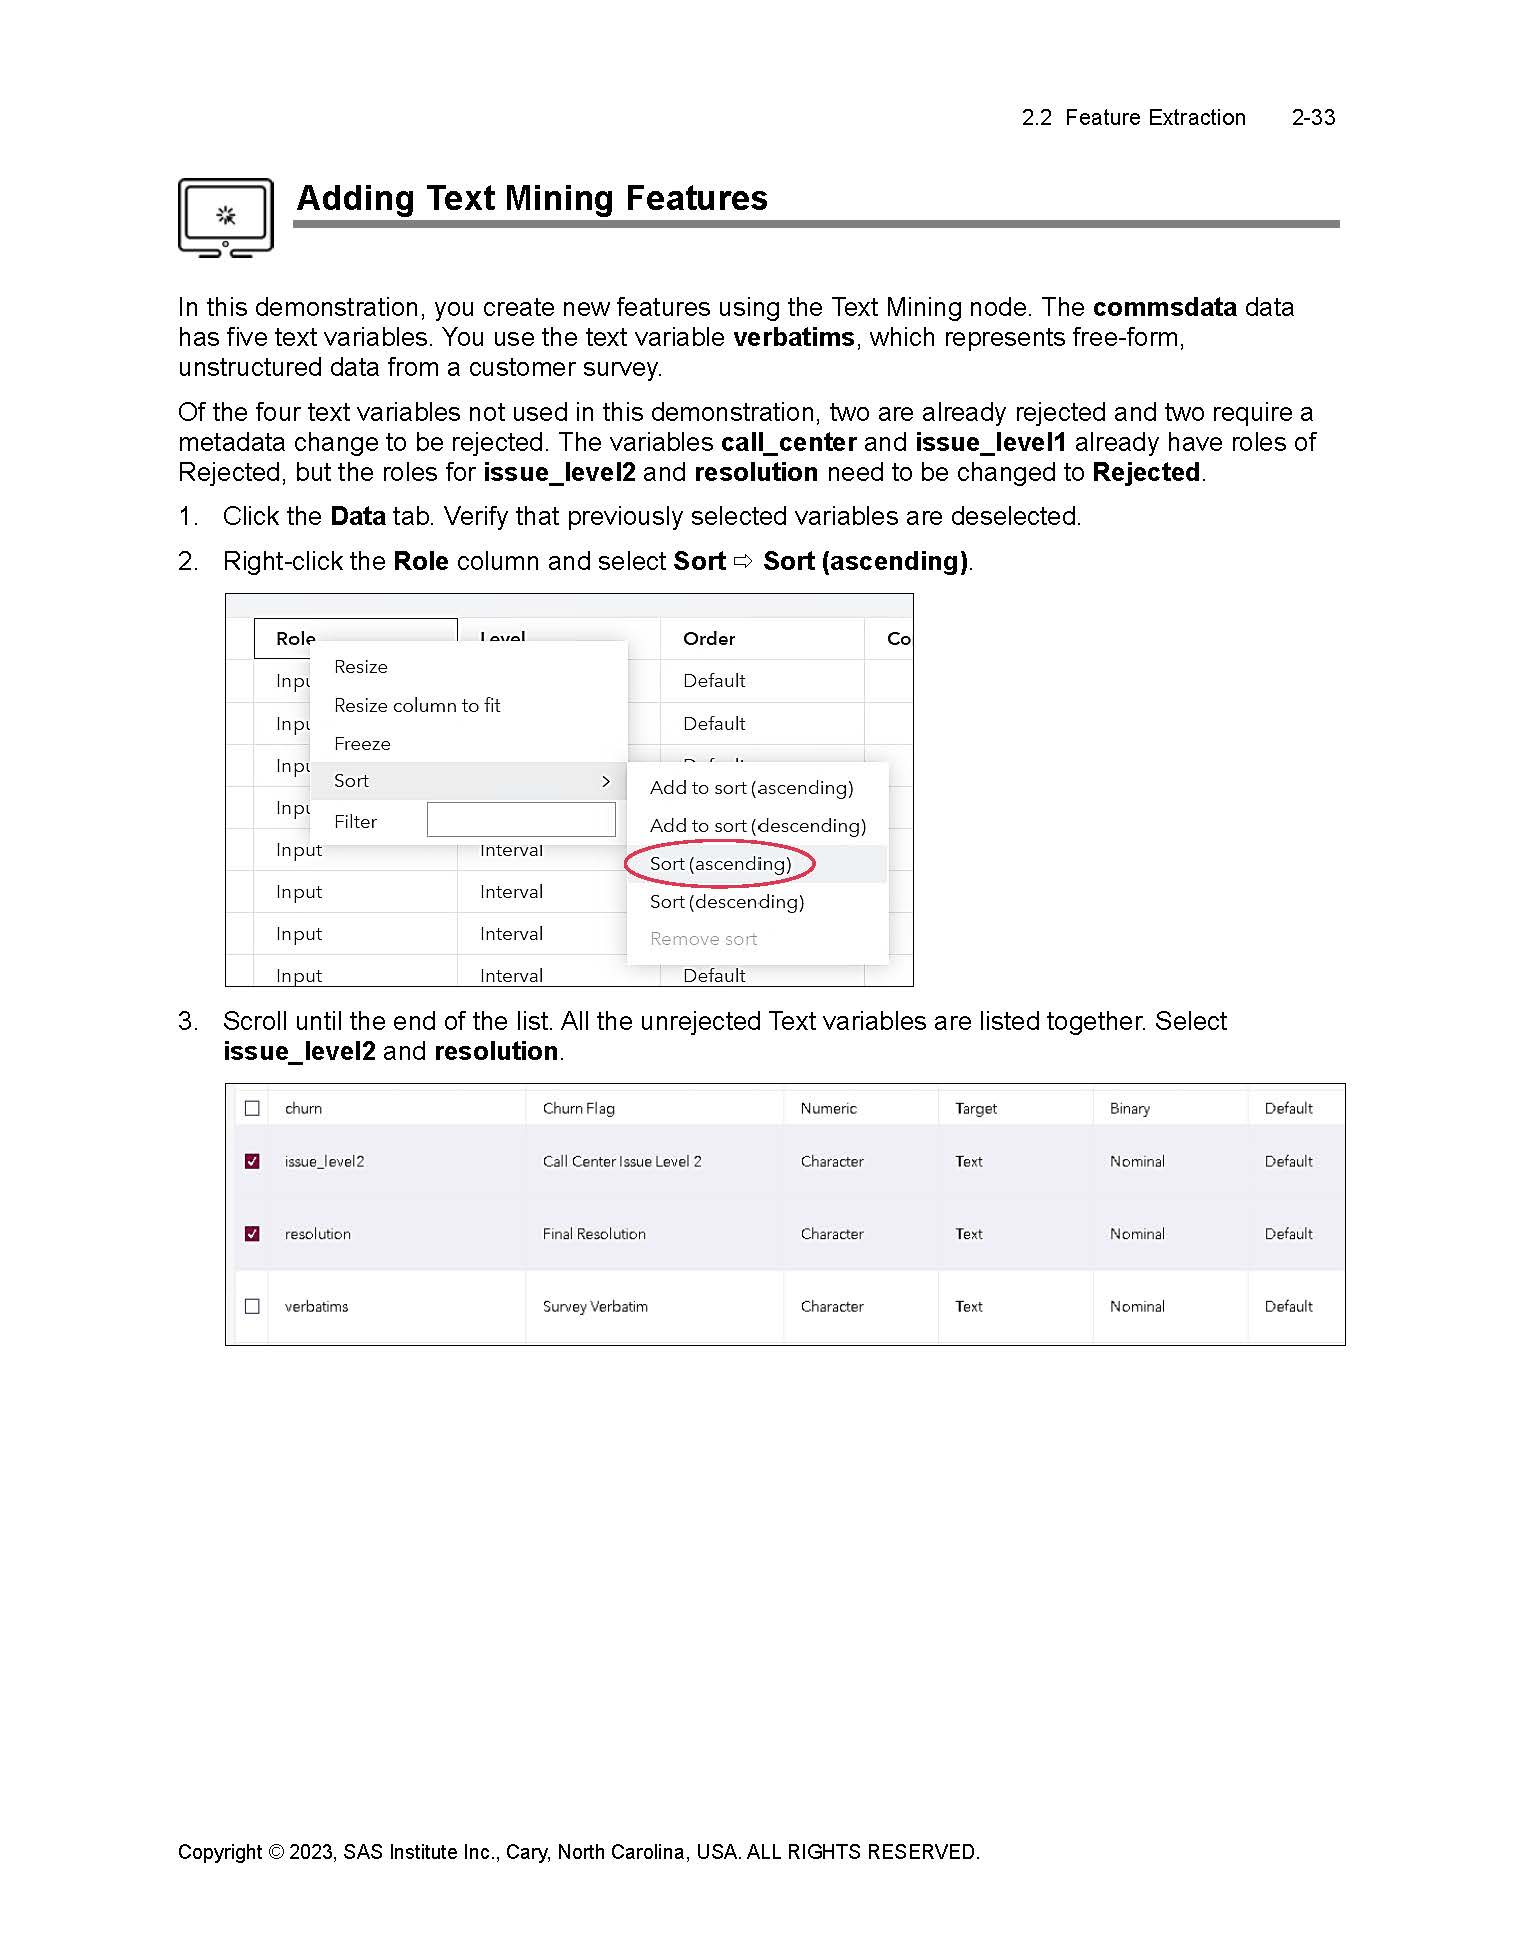 2.2 Feature Extraction 2-33
Adding Text Mining Features
In this demonstration, you create new features using the Text Mining node. The commsdata data
has five text variables. You use the text variable verbatims, which represents free-form,
unstructured data from a customer survey.
Of the four text variables not used in this demonstration, two are already rejected and two require a
metadata change to be rejected. The variables call_center and issue_level1 already have roles of
Rejected, but the roles for issue_level2 and resolution need to be changed to Rejected.
1. Click the Data tab. Verify that previously selected variables are deselected.
2. Right-click the Role column and select Sort ⇨ Sort (ascending).
Role Level Order Co
Resize
Inpu Default
Resize column to fit
Inpu Default
Freeze
Inpu Default
Sort >
Add to sort (ascending)
Inpu
Filter
Add to sort (descending)
Input Interval
Sort (ascending)
Input Interval
Sort (descending)
Input Interval
Remove sort
Input Interval Default
3. Scroll until the end of the list. All the unrejected Text variables are listed together. Select
issue_level2 and resolution.
churn Churn Flag Numeric Target Binary Default
issue_level2 Call Center Issue Level 2 Character Text Nominal Default
resolution Final Resolution Character Text Nominal Default
verbatims Survey Verbatim Character Text Nominal Default
Copyright © 2023, SAS Institute Inc., Cary, North Carolina, USA. ALL RIGHTS RESERVED.